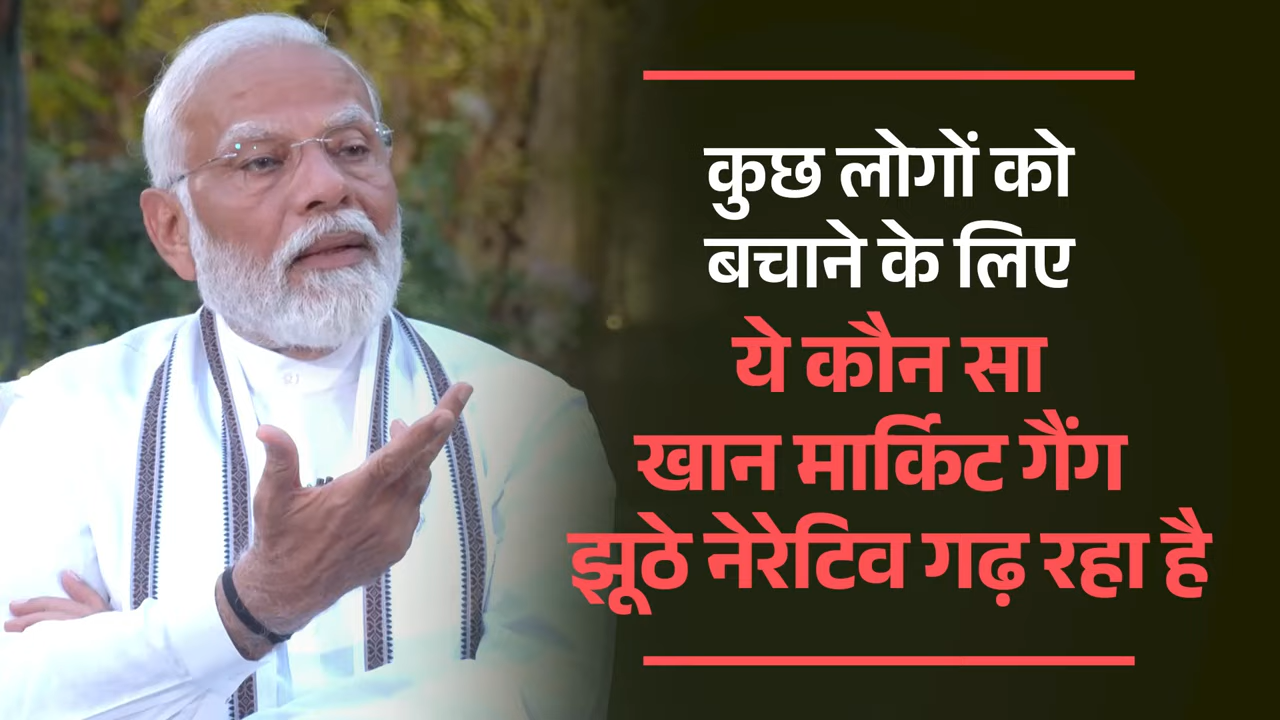 कुछ लोगों को
बचाने के लिए
ये कौन सा
खान मार्किट गैंग
झूठे नेरेटिव गढ़ रहा है